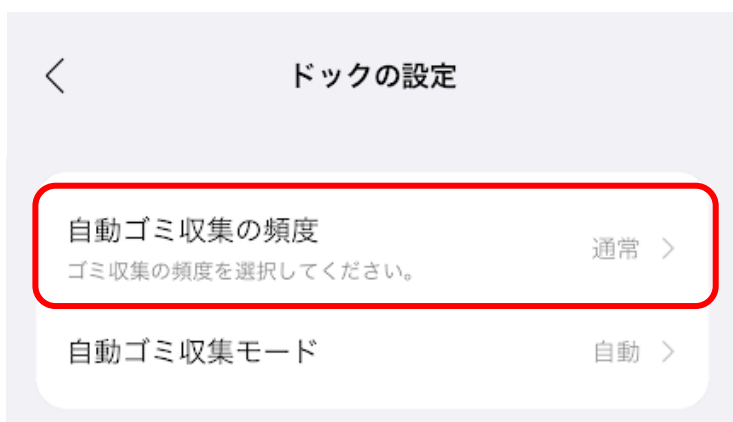 ドックの設定
自動ゴミ収集の頻度
ゴミ収集の頻度を選択してください。
通常
自動ゴミ収集モード
自動